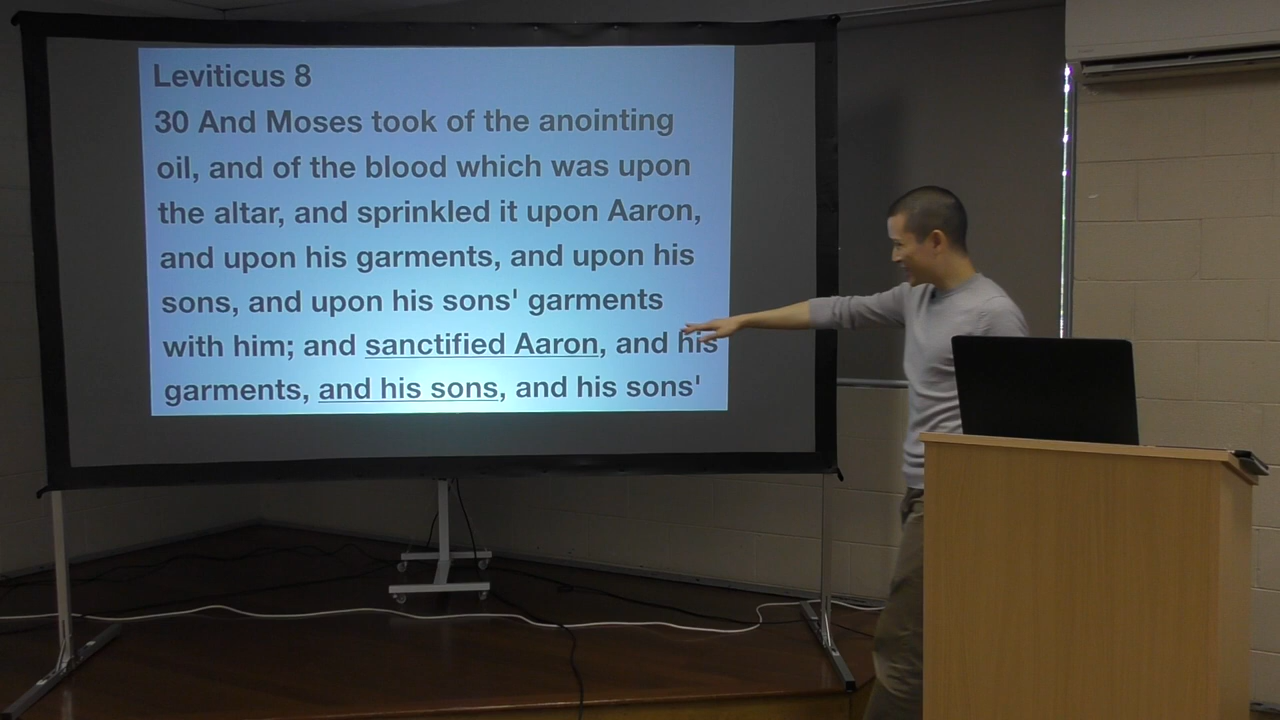 Leviticus 8
30 And Moses took of the anointing
oil, and of the blood which was upon
the altar, and sprinkled it upon Aaron,
and upon his garments, and upon his
sons, and upon his sons' garments
with him; and sanctified Aaron, and his
garments, and his sons, and his sons'